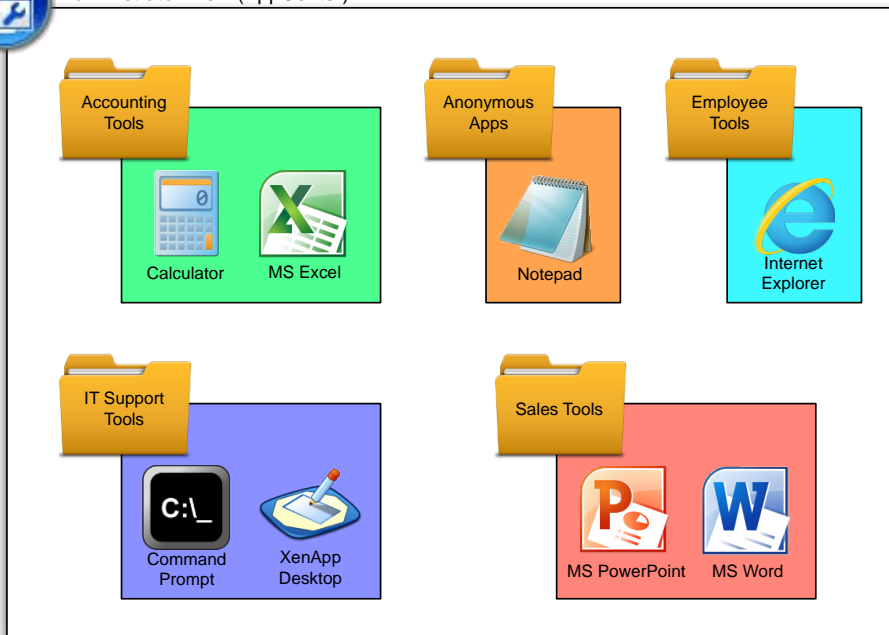 (AppCenter)
Accounting
Tools
Anonymous
Apps
Employee
Tools
0
Calculator
MS Excel
Notepad
Internet
Explorer
IT Support
Tools
Sales Tools
C:\_
P
W
Command
Prompt
XenApp
Desktop
MS PowerPoint
MS Word